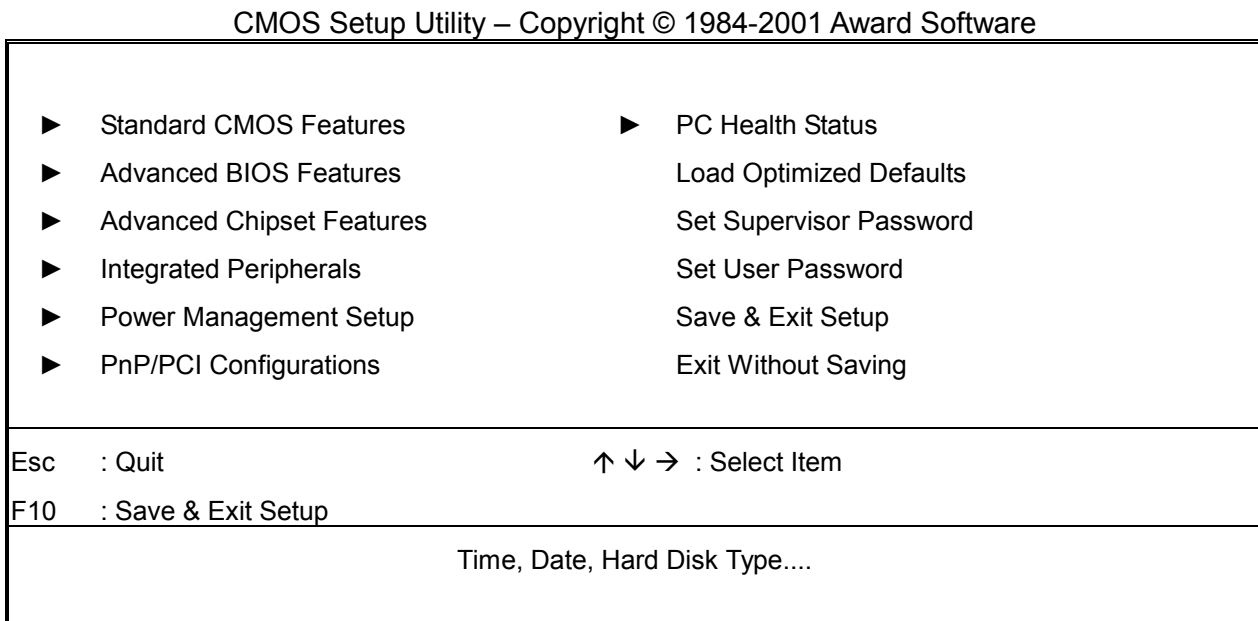 CMOS Setup Utility – Copyright © 1984-2001 Award Software
► Standard CMOS Features ► PC Health Status
► Advanced BIOS Features Load Optimized Defaults
► Advanced Chipset Features Set Supervisor Password
► Integrated Peripherals Set User Password
► Power Management Setup Save & Exit Setup
► PnP/PCI Configurations Exit Without Saving
Esc : Quit ↑ ↓ → : Select Item
F10 : Save & Exit Setup
Time, Date, Hard Disk Type....